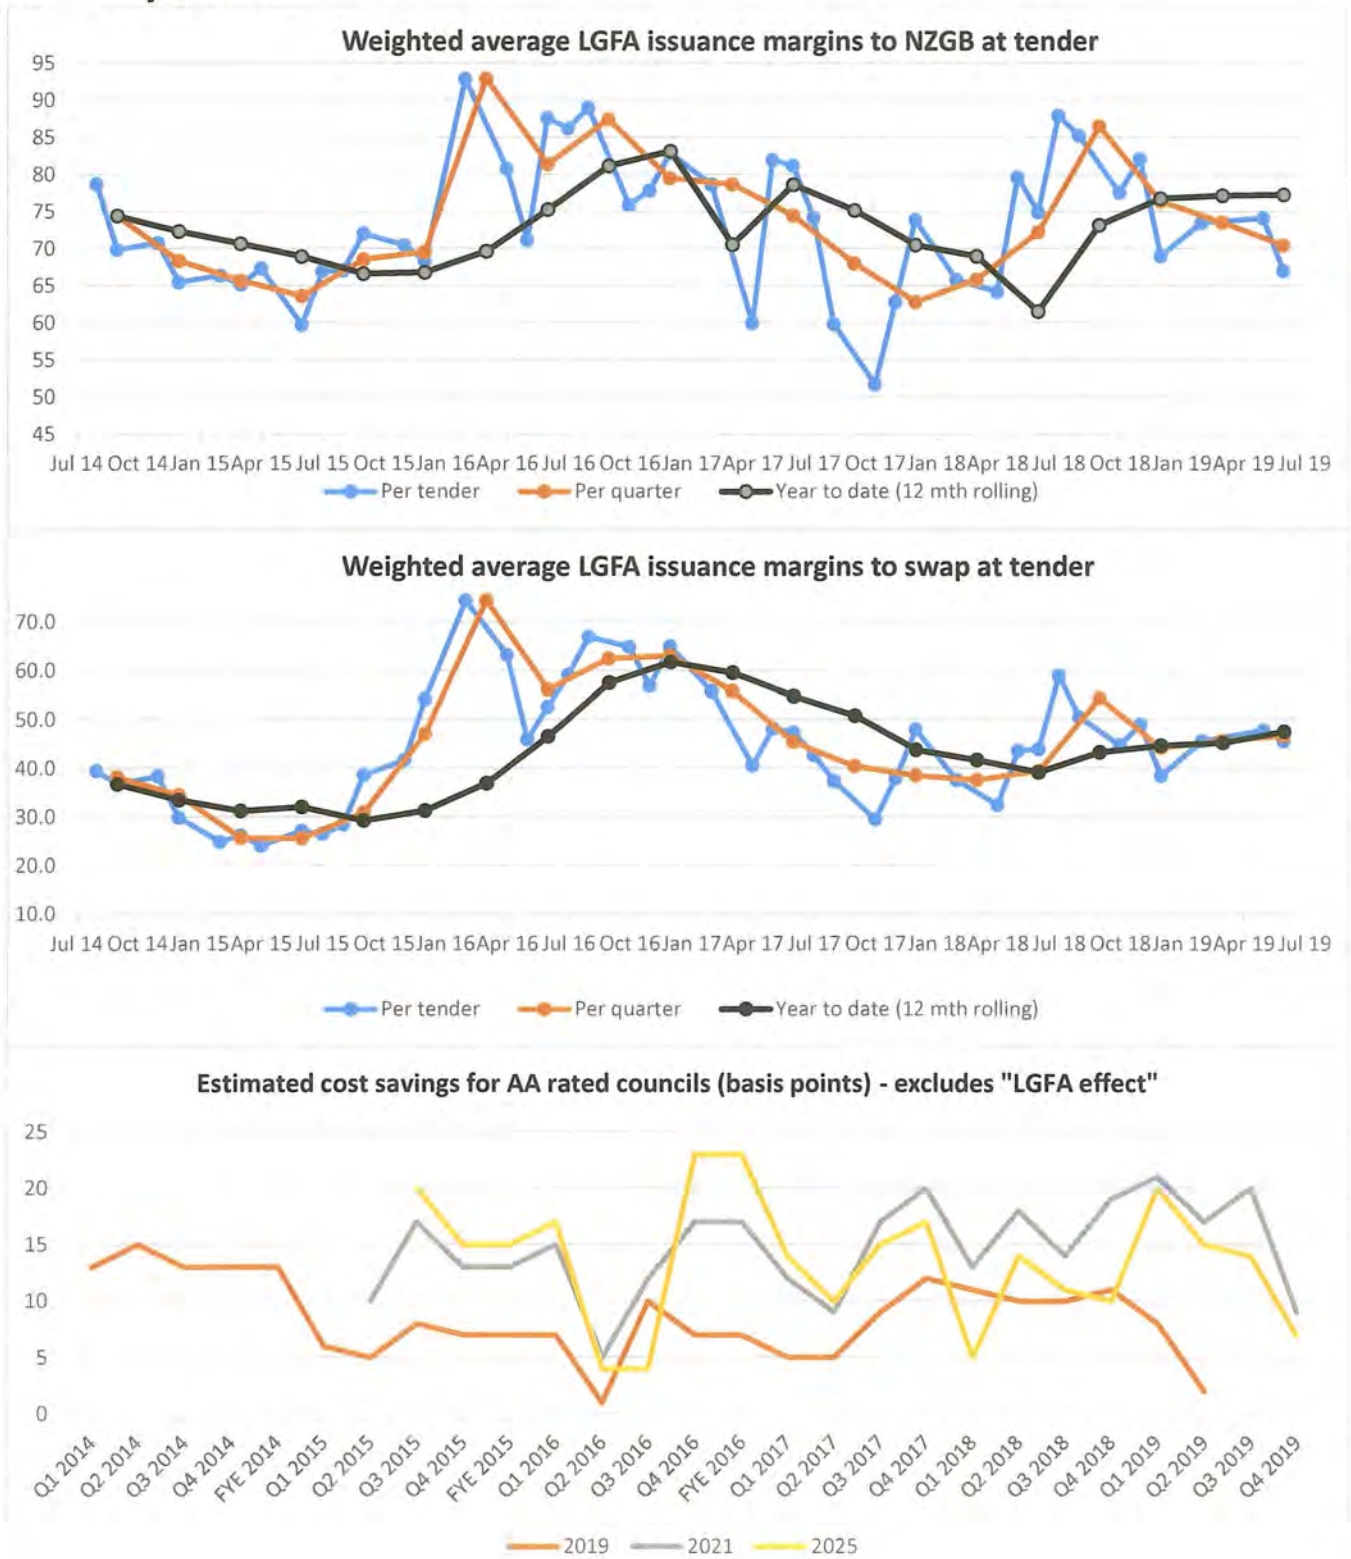 Weighted average LGFA issuance margins to NZGB at tender
95
90
85
80
75
70
65
60
55
50
45
Jul 14 Oct 14 Jan 15 Apr 15 Jul 15 Oct 15 Jan 16 Apr 16 Jul 16 Oct 16 Jan 17 Apr 17 Jul 17 Oct 17 Jan 18 Apr 18 Jul 18 Oct 18 Jan 19 Apr 19 Jul 19
Per tender Per quarter Year to date (12 mth rolling)
Weighted average LGFA issuance margins to swap at tender
70.0
60.0
50.0
40.0
30.0
20.0
10.0
Jul 14 Oct 14 Jan 15 Apr 15 Jul 15 Oct 15 Jan 16 Apr 16 Jul 16 Oct 16 Jan 17 Apr 17 Jul 17 Oct 17 Jan 18 Apr 18 Jul 18 Oct 18 Jan 19 Apr 19 Jul 19
Per tender Per quarter Year to date (12 mth rolling)
Estimated cost savings for AA rated councils (basis points) - excludes "LGFA effect"
25
20
15
10
5
0
Q1 2014 Q2 2014 Q3 2014 Q4 2014 FYE 2014 Q1 2015 Q2 2015 Q3 2015 Q4 2015 FYE 2015 Q1 2016 Q2 2016 Q3 2016 Q4 2016 FYE 2016 Q1 2017 Q2 2017 Q3 2017 Q4 2017 Q1 2018 Q2 2018 Q3 2018 Q4 2018 Q1 2019 Q2 2019 Q3 2019 Q4 2019
2019 2021 2025